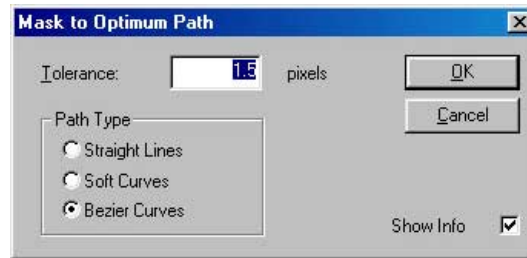 Mask to Optimum Path
Tolerance: 1.5 pixels
OK
Cancel
Path Type
Straight Lines
Soft Curves
Bezier Curves
Show Info